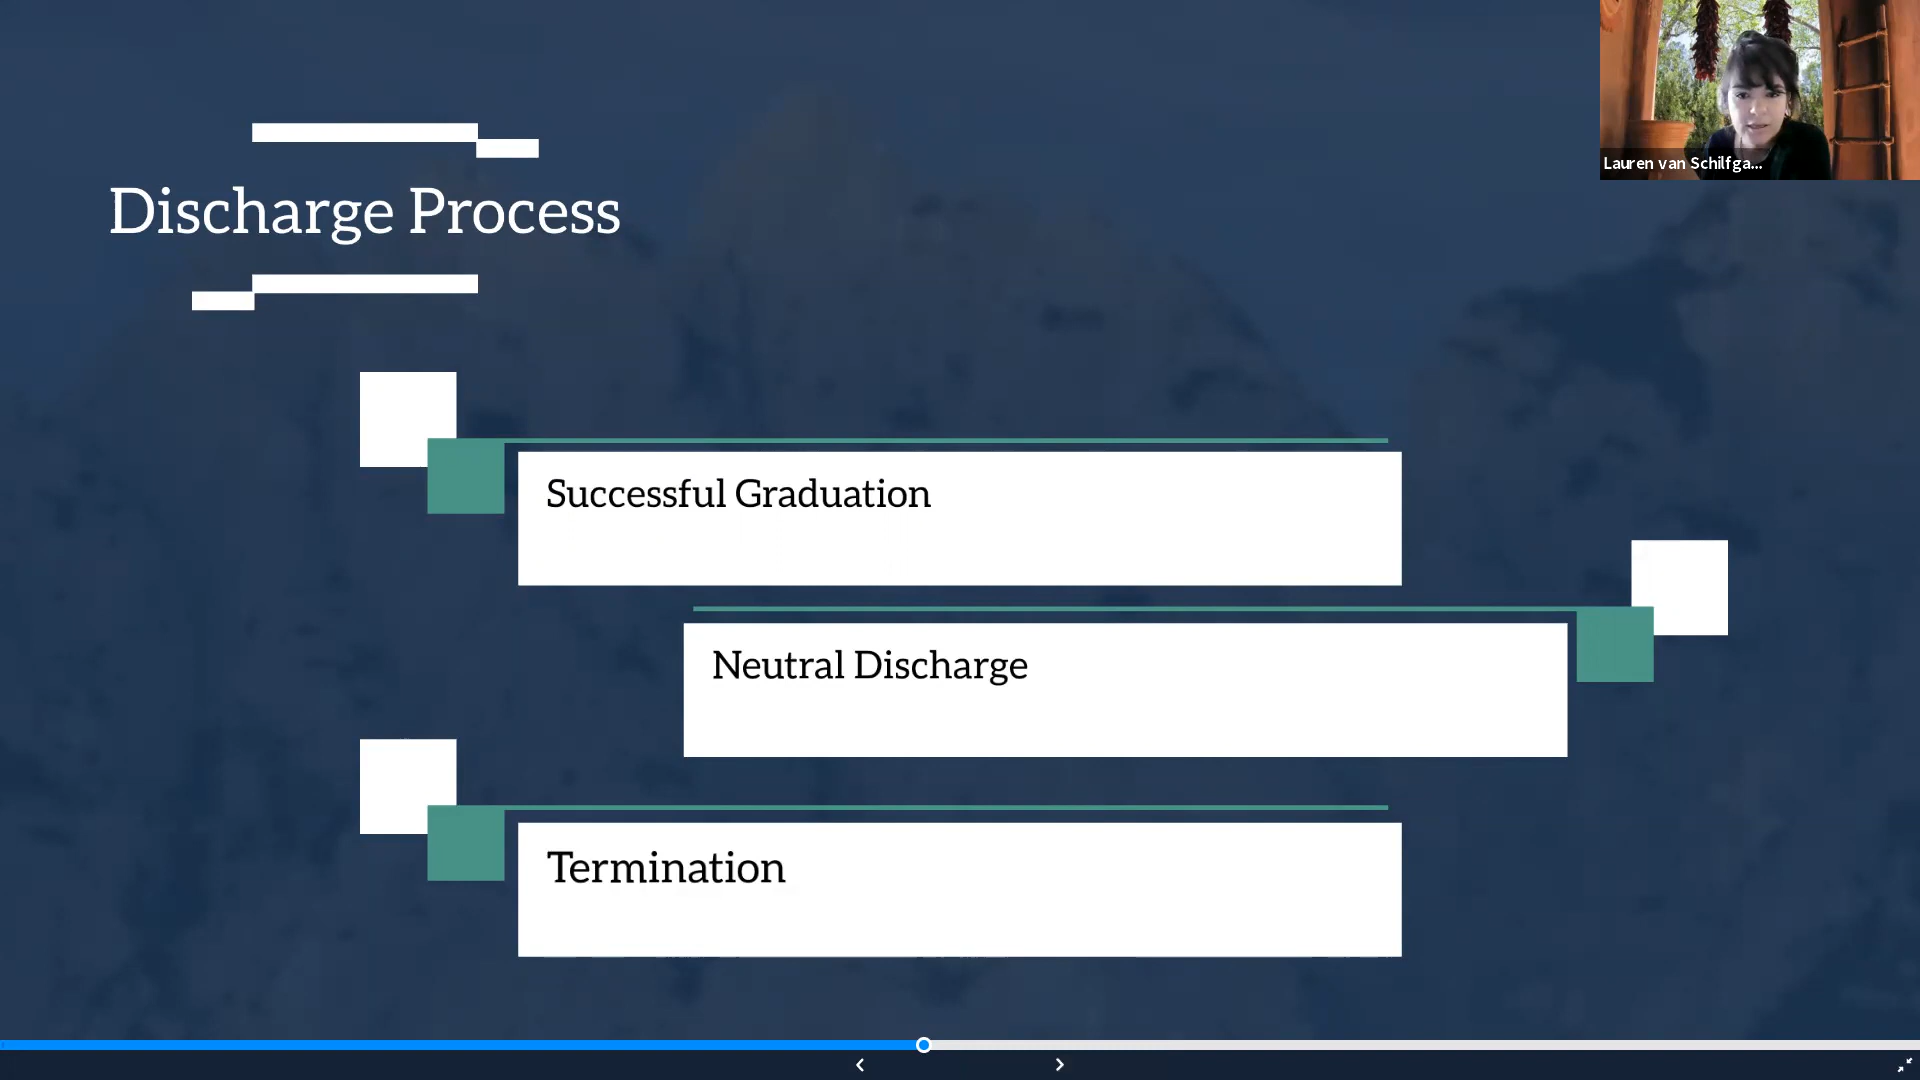 Lauren van Schilfga...
Discharge Process
Successful Graduation
Neutral Discharge
Termination